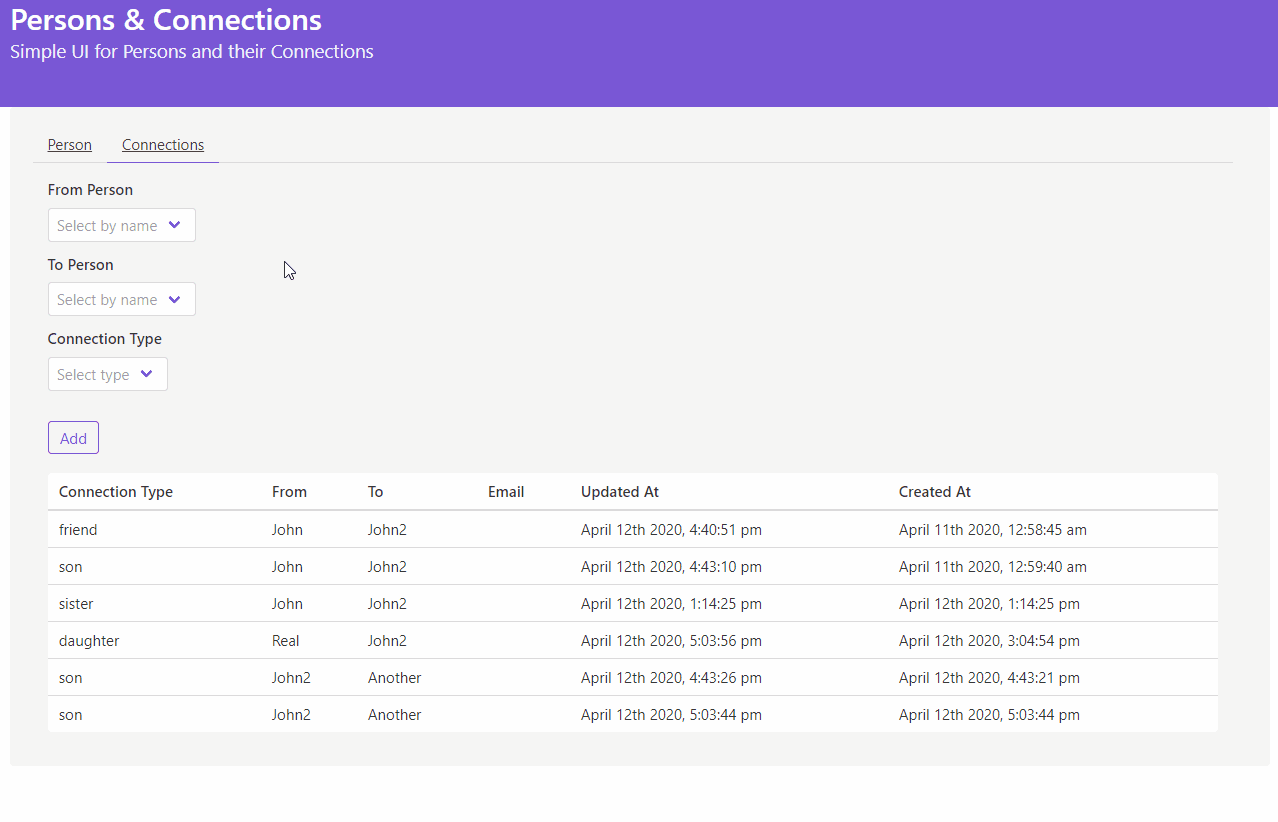 Persons & Connections
Simple UI for Persons and their Connections
Person Connections
From Person
Select by name
To Person
Select by name
Connection Type
Select type
Add
Connection Type From To Email Updated At Created At
friend John John2 April 12th 2020, 4:40:51 pm April 11th 2020, 12:58:45 am
son John John2 April 12th 2020, 4:43:10 pm April 11th 2020, 12:59:40 am
sister John John2 April 12th 2020, 1:14:25 pm April 12th 2020, 1:14:25 pm
daughter Real John2 April 12th 2020, 5:03:56 pm April 12th 2020, 3:04:54 pm
son John2 Another April 12th 2020, 4:43:26 pm April 12th 2020, 4:43:21 pm
son John2 Another April 12th 2020, 5:03:44 pm April 12th 2020, 5:03:44 pm